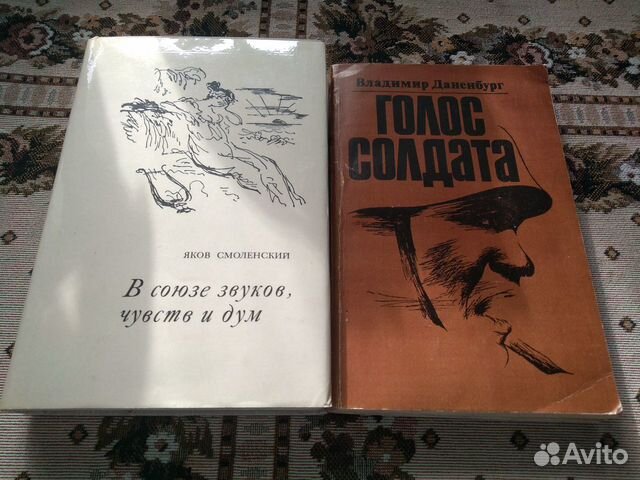 ЯКОВ СМОЛЕНСКИЙ
В союзе звуков,
чувств и дум
Владимир Даненбург
ГОЛОС
СОЛДАТА
Avito